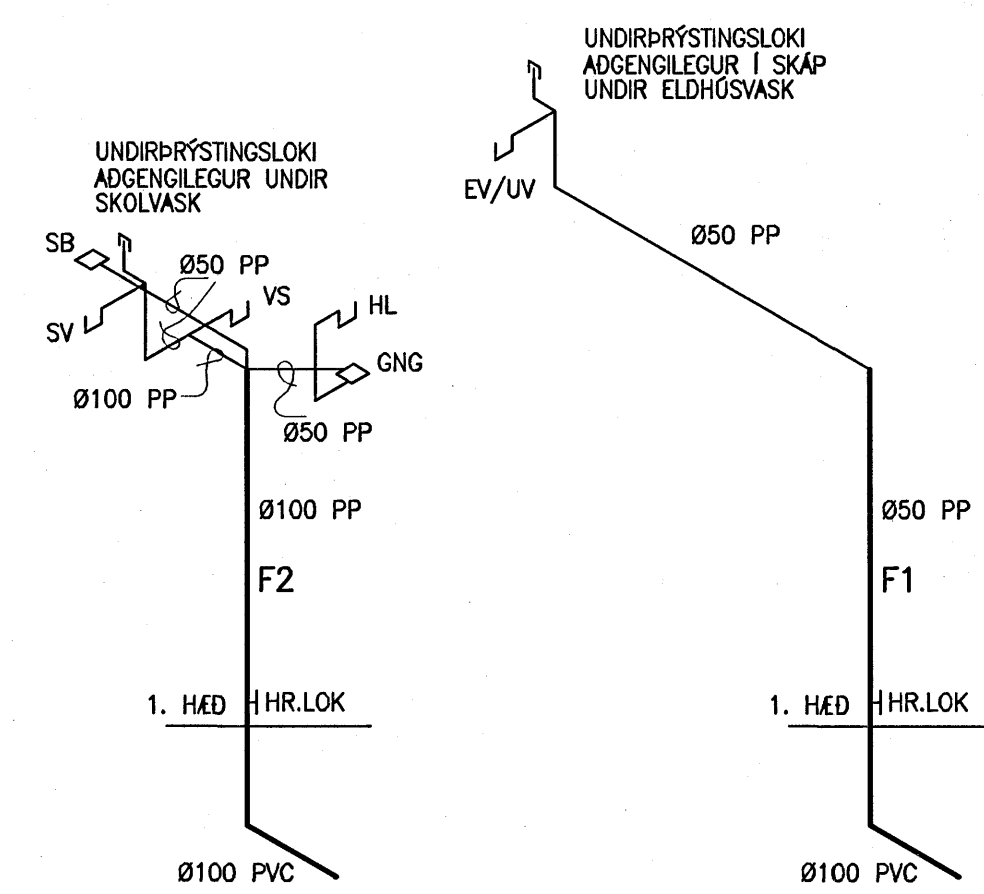 UNDIRÞRÝSTINGSLOKI
AÐGENGILEGUR Í SKÁP
UNDIR ELDHÚSVASK
EV/UV
Ø50 PP
UNDIRÞRÝSTINGSLOKI
AÐGENGILEGUR UNDIR
SKOLVASK
SB
Ø50 PP
VS
HL
SV
GNG
Ø100 PP
Ø50 PP
Ø100 PP
F2
1. HÆÐ
HR.LOK
Ø100 PVC
Ø50 PP
F1
1. HÆÐ
HR.LOK
Ø100 PVC